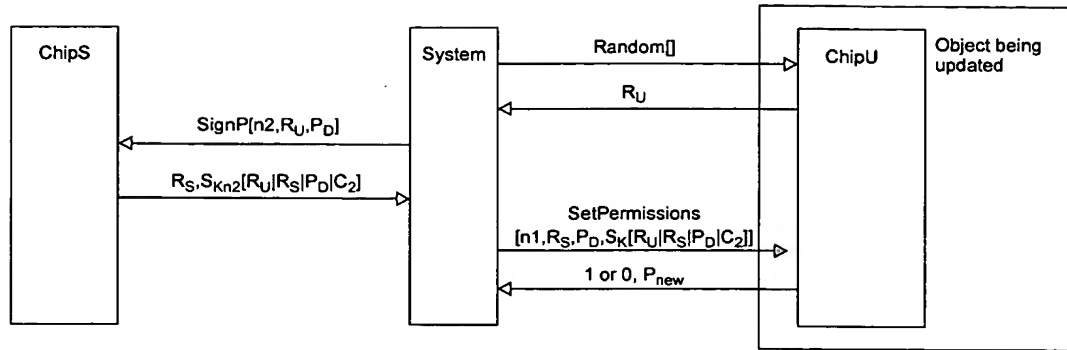 ChipS
System
Random[]
ChipU
Object being
updated
R_U
SignP[n2,R_U,P_D]
R_S,S_Kn2[R_U|R_S|P_D|C_2]
SetPermissions
[n1,R_S,P_D,S_K[R_U|R_S|P_D|C_2]]
1 or 0, P_new